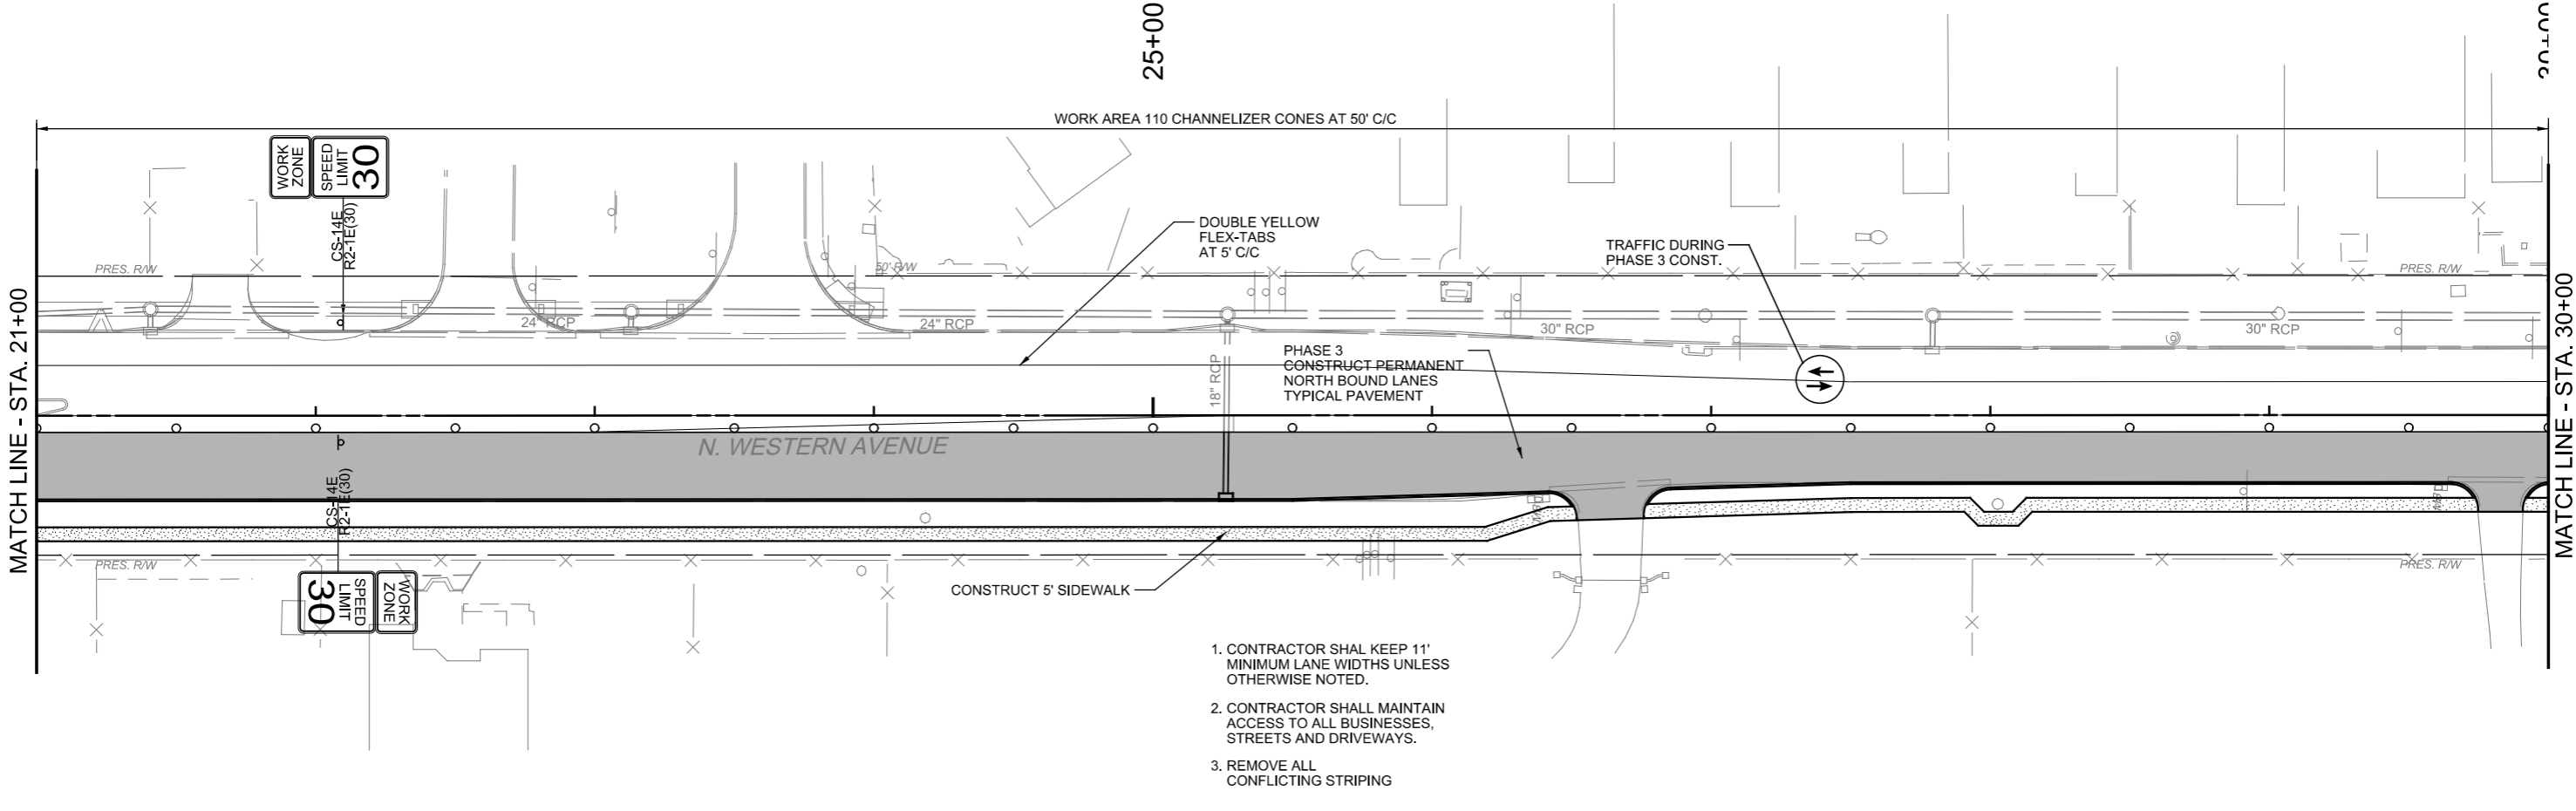 25+00
30+00
WORK AREA 110 CHANNELIZER CONES AT 50' C/C
WORK
ZONE
SPEED
LIMIT
30
CS-14E
R2-1E(30)
DOUBLE YELLOW
FLEX-TABS
AT 5' C/C
TRAFFIC DURING
PHASE 3 CONST.
PRES. R/W
50' R/W
PRES. R/W
24" RCP
24" RCP
30" RCP
30" RCP
18" RCP
PHASE 3
CONSTRUCT PERMANENT
NORTH BOUND LANES
TYPICAL PAVEMENT
MATCH LINE - STA. 21+00
MATCH LINE - STA. 30+00
N. WESTERN AVENUE
CS-14E
R2-1E(30)
PRES. R/W
PRES. R/W
WORK
ZONE
SPEED
LIMIT
30
CONSTRUCT 5' SIDEWALK
1. CONTRACTOR SHAL KEEP 11'
MINIMUM LANE WIDTHS UNLESS
OTHERWISE NOTED.
2. CONTRACTOR SHALL MAINTAIN
ACCESS TO ALL BUSINESSES,
STREETS AND DRIVEWAYS.
3. REMOVE ALL
CONFLICTING STRIPING